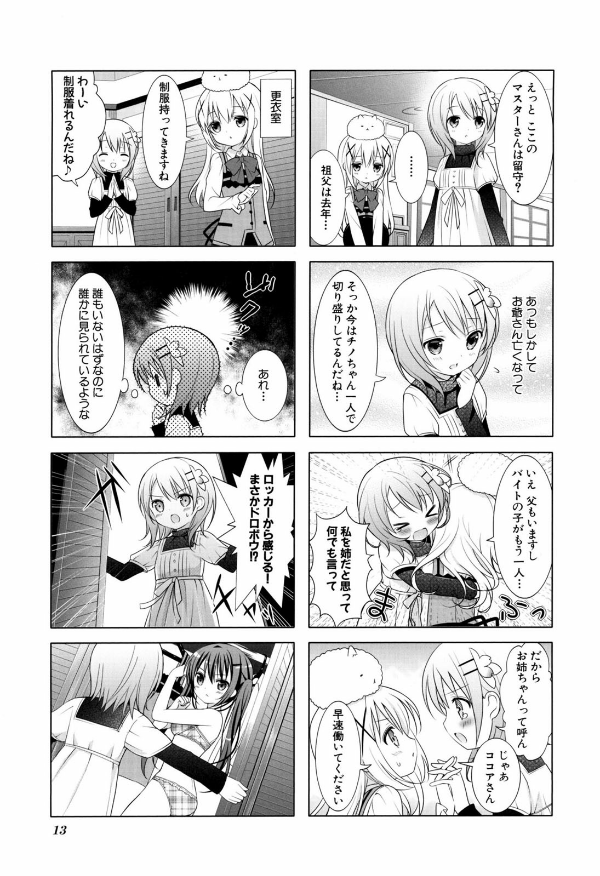 えっと ここの
マスターさんは留守?
…
祖父は去年…
あつもしかして
お爺さん亡くなって
そっか今はチノちゃん一人で
切り盛りしてるんだね…
いえ 父もいますし
バイトの子がもう一人…
私を姉だと思って
何でも言って
まふっっ
だから
お姉ちゃんって呼ん
じゃあ
ココアさん
早速働いてください
更衣室
制服持ってきますね
わーい
制服着れるんだね♪
ビクッ
あれ…
誰もいないはずなのに
誰かに見られているような
ロッカーから感じる!
まさかドロボウ!?
13